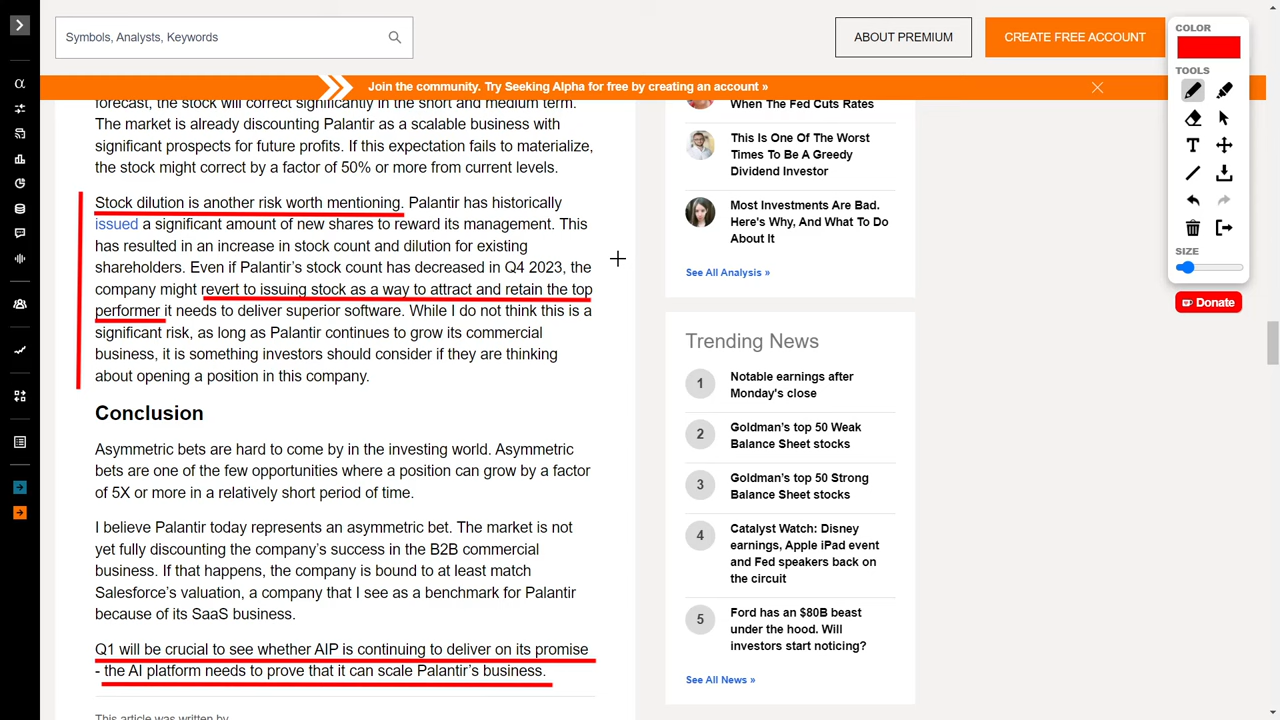 Symbols, Analysts, Keywords
ABOUT PREMIUM
CREATE FREE ACCOUNT
Join the community. Try Seeking Alpha for free by creating an account »
forecast, the stock will correct significantly in the short and medium term.
The market is already discounting Palantir as a scalable business with
significant prospects for future profits. If this expectation fails to materialize,
the stock might correct by a factor of 50% or more from current levels.
Stock dilution is another risk worth mentioning. Palantir has historically
issued a significant amount of new shares to reward its management. This
has resulted in an increase in stock count and dilution for existing
shareholders. Even if Palantir's stock count has decreased in Q4 2023, the
company might revert to issuing stock as a way to attract and retain the top
performer it needs to deliver superior software. While I do not think this is a
significant risk, as long as Palantir continues to grow its commercial
business, it is something investors should consider if they are thinking
about opening a position in this company.
Conclusion
Asymmetric bets are hard to come by in the investing world. Asymmetric
bets are one of the few opportunities where a position can grow by a factor
of 5X or more in a relatively short period of time.
I believe Palantir today represents an asymmetric bet. The market is not
yet fully discounting the company's success in the B2B commercial
business. If that happens, the company is bound to at least match
Salesforce's valuation, a company that I see as a benchmark for Palantir
because of its SaaS business.
Q1 will be crucial to see whether AIP is continuing to deliver on its promise
- the AI platform needs to prove that it can scale Palantir's business.
This article was written by
When The Fed Cuts Rates
This Is One Of The Worst
Times To Be A Greedy
Dividend Investor
Most Investments Are Bad.
Here's Why, And What To Do
About It
See All Analysis »
Trending News
1
Notable earnings after
Monday's close
2
Goldman's top 50 Weak
Balance Sheet stocks
3
Goldman's top 50 Strong
Balance Sheet stocks
4
Catalyst Watch: Disney
earnings, Apple iPad event
and Fed speakers back on
the circuit
5
Ford has an $80B beast
under the hood. Will
investors start noticing?
See All News »
COLOR
TOOLS
T
SIZE
Donate